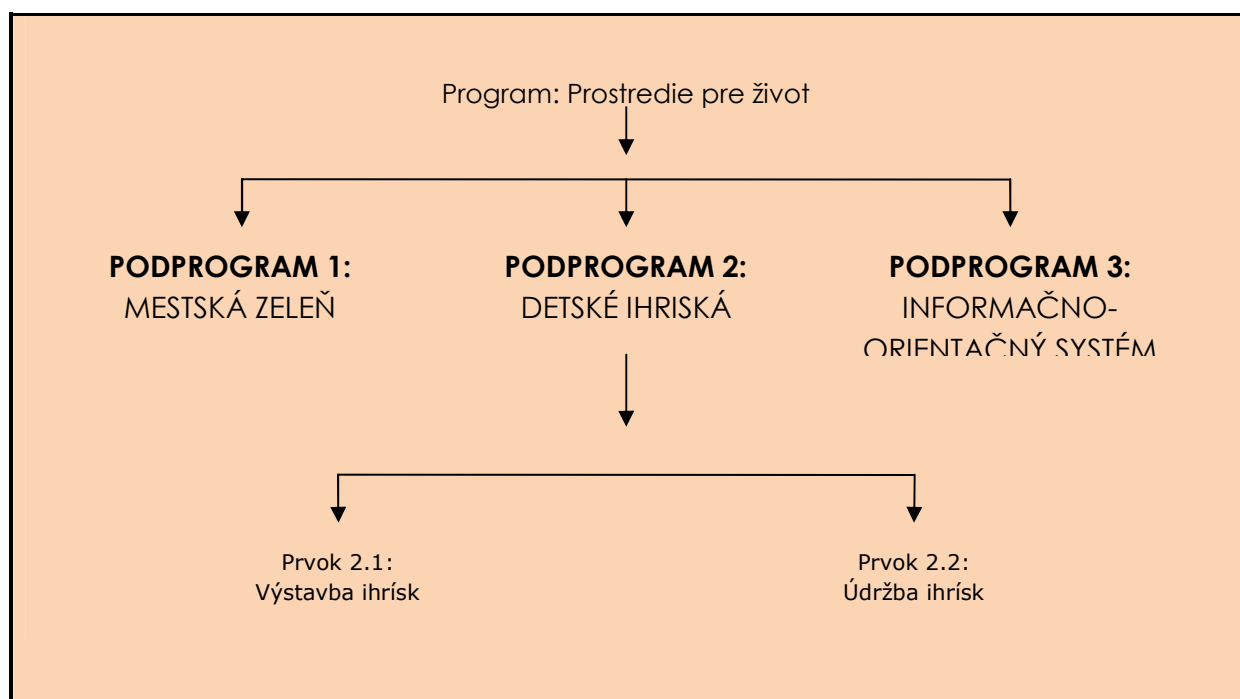 Program: Prostredie pre život
PODPROGRAM 1:
MESTSKÁ ZELEŇ
PODPROGRAM 2:
DETSKÉ IHRISKÁ
PODPROGRAM 3:
INFORMAČNO-
ORIENTAČNÝ SYSTÉM
Prvok 2.1:
Výstavba ihrísk
Prvok 2.2:
Údržba ihrísk